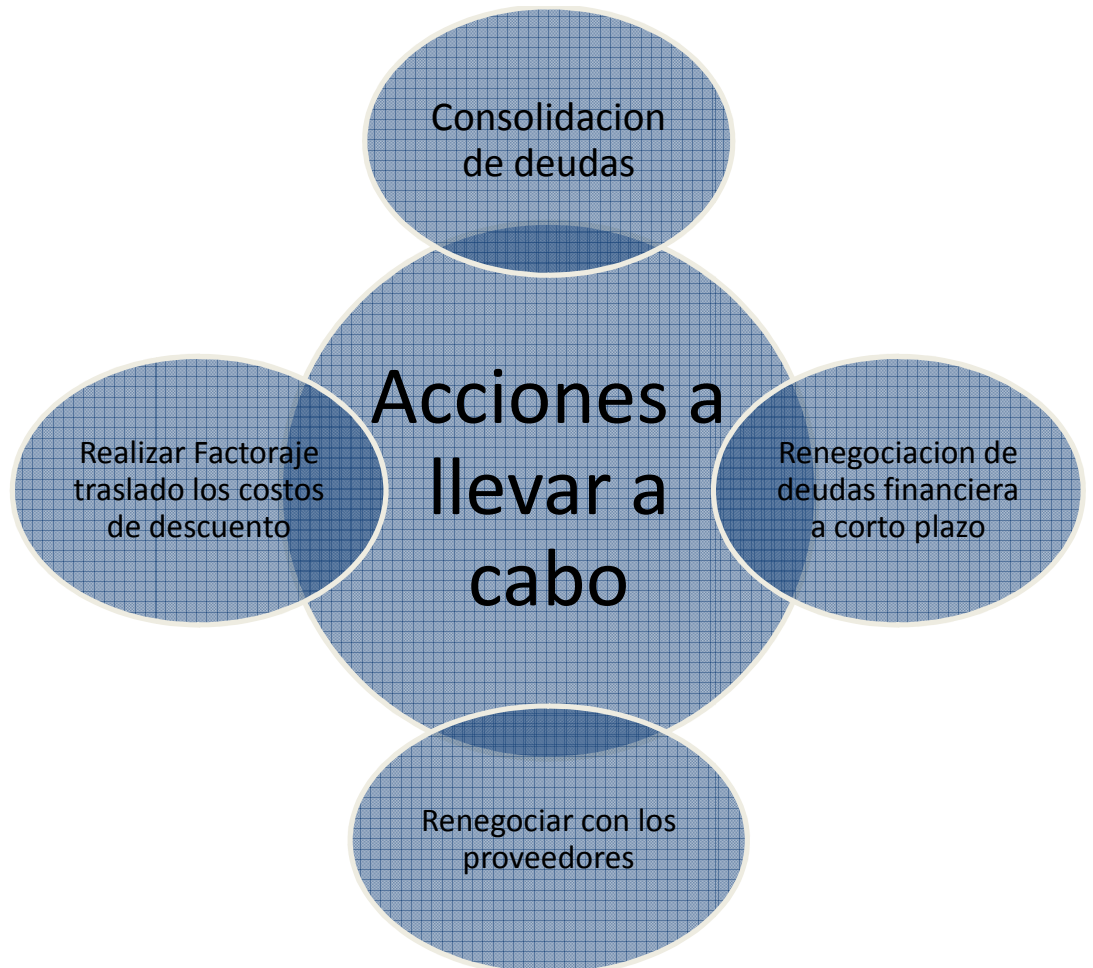 Consolidacion
de deudas
Acciones a
llevar a
cabo
Realizar Factoraje
traslado los costos
de descuento
Renegociacion de
deudas financiera
a corto plazo
Renegociar con los
proveedores